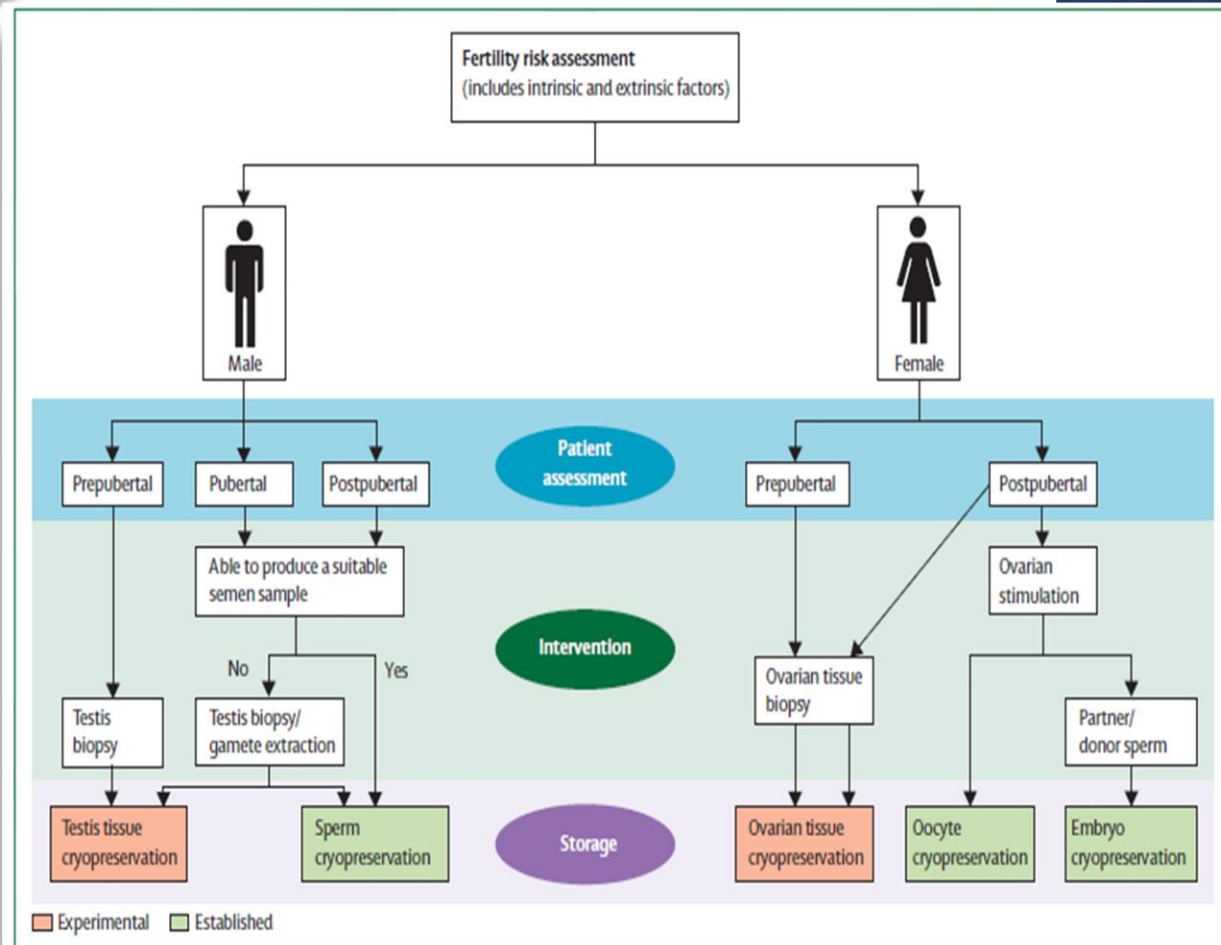 Fertility risk assessment
(includes intrinsic and extrinsic factors)
Male
Female
Patient
assessment
Prepubertal
Pubertal
Postpubertal
Prepubertal
Postpubertal
Able to produce a suitable
semen sample
Ovarian
stimulation
Intervention
No
Yes
Ovarian tissue
biopsy
Testis
biopsy
Testis biopsy/
gamete extraction
Partner/
donor sperm
Testis tissue
cryopreservation
Sperm
cryopreservation
Storage
Ovarian tissue
cryopreservation
Oocyte
cryopreservation
Embryo
cryopreservation
Experimental
Established